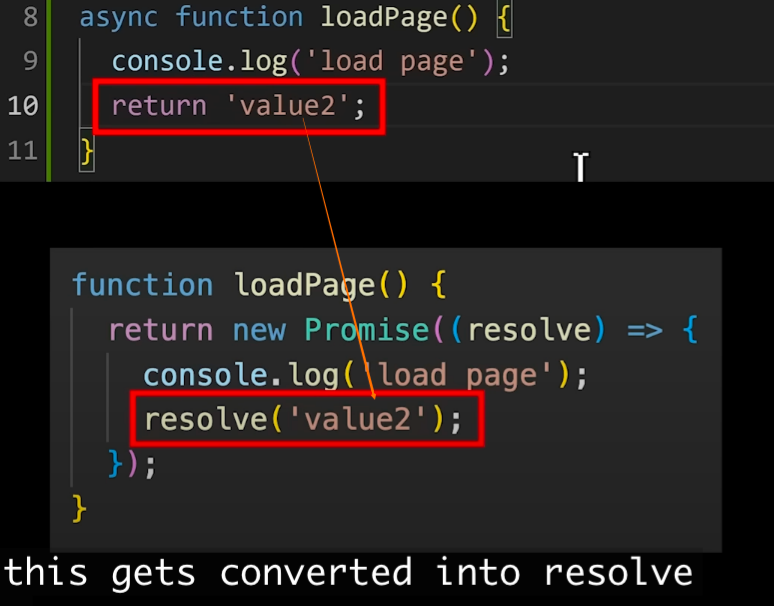 8 async function loadPage() {
9 console.log('load page');
10 return 'value2';
11 }
function loadPage() {
return new Promise((resolve) => {
console.log('load page');
resolve('value2');
});
}
this gets converted into resolve